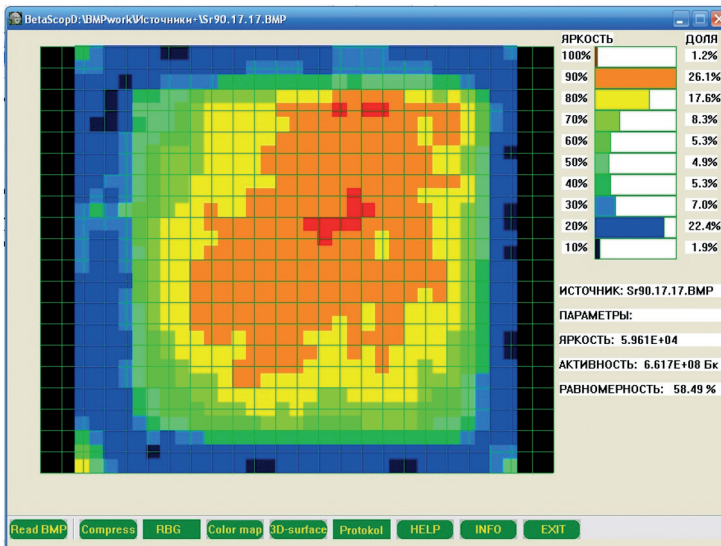 BetaScopD:\BMPwork\Источники÷\Sr90.17.17.BMP
ЯРКОСТЬ ДОЛЯ
100% 1.2%
90% 26.1%
80% 17.6%
70% 8.3%
60% 5.3%
50% 4.9%
40% 5.3%
30% 7.0%
20% 22.4%
10% 1.9%
ИСТОЧНИК: Sr90.17.17.BMP
ПАРАМЕТРЫ:
ЯРКОСТЬ: 5.961E+04
АКТИВНОСТЬ: 6.617E+08 Бк
РАВНОМЕРНОСТЬ: 58.49 %
Read BMP Compress RBG Color map 3D-surface Protokol HELP INFO EXIT